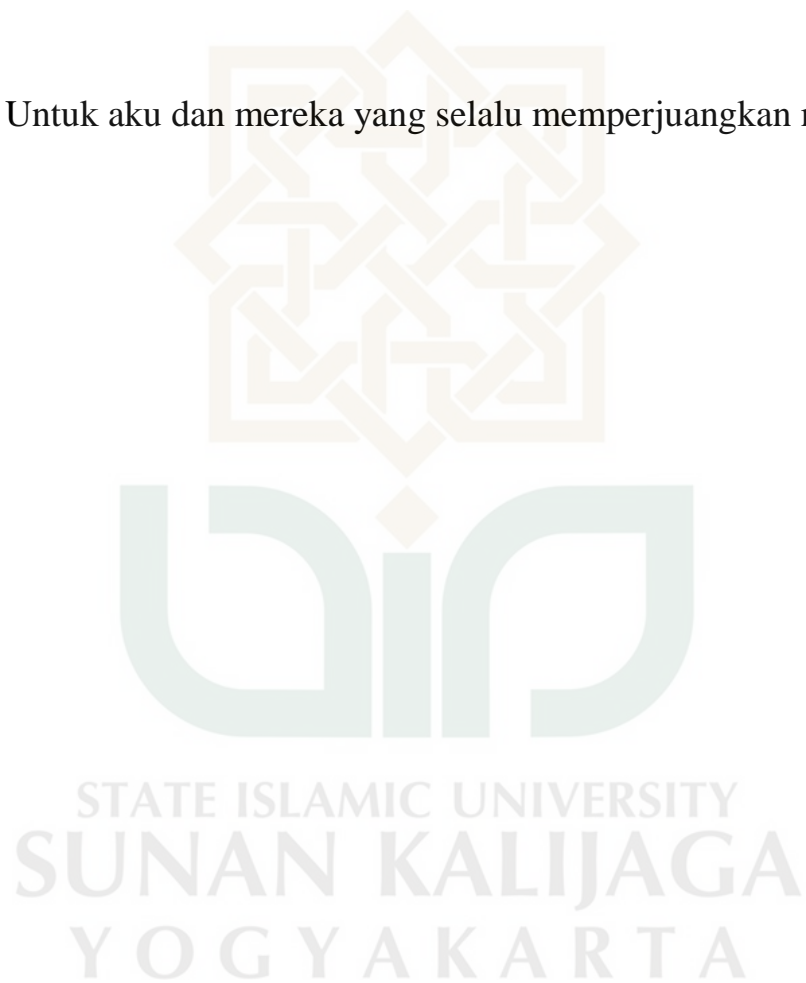 Untuk aku dan mereka yang selalu memperjuangkan
STATE ISLAMIC UNIVERSITY
SUNAN KALIJAGA
YOGYAKARTA